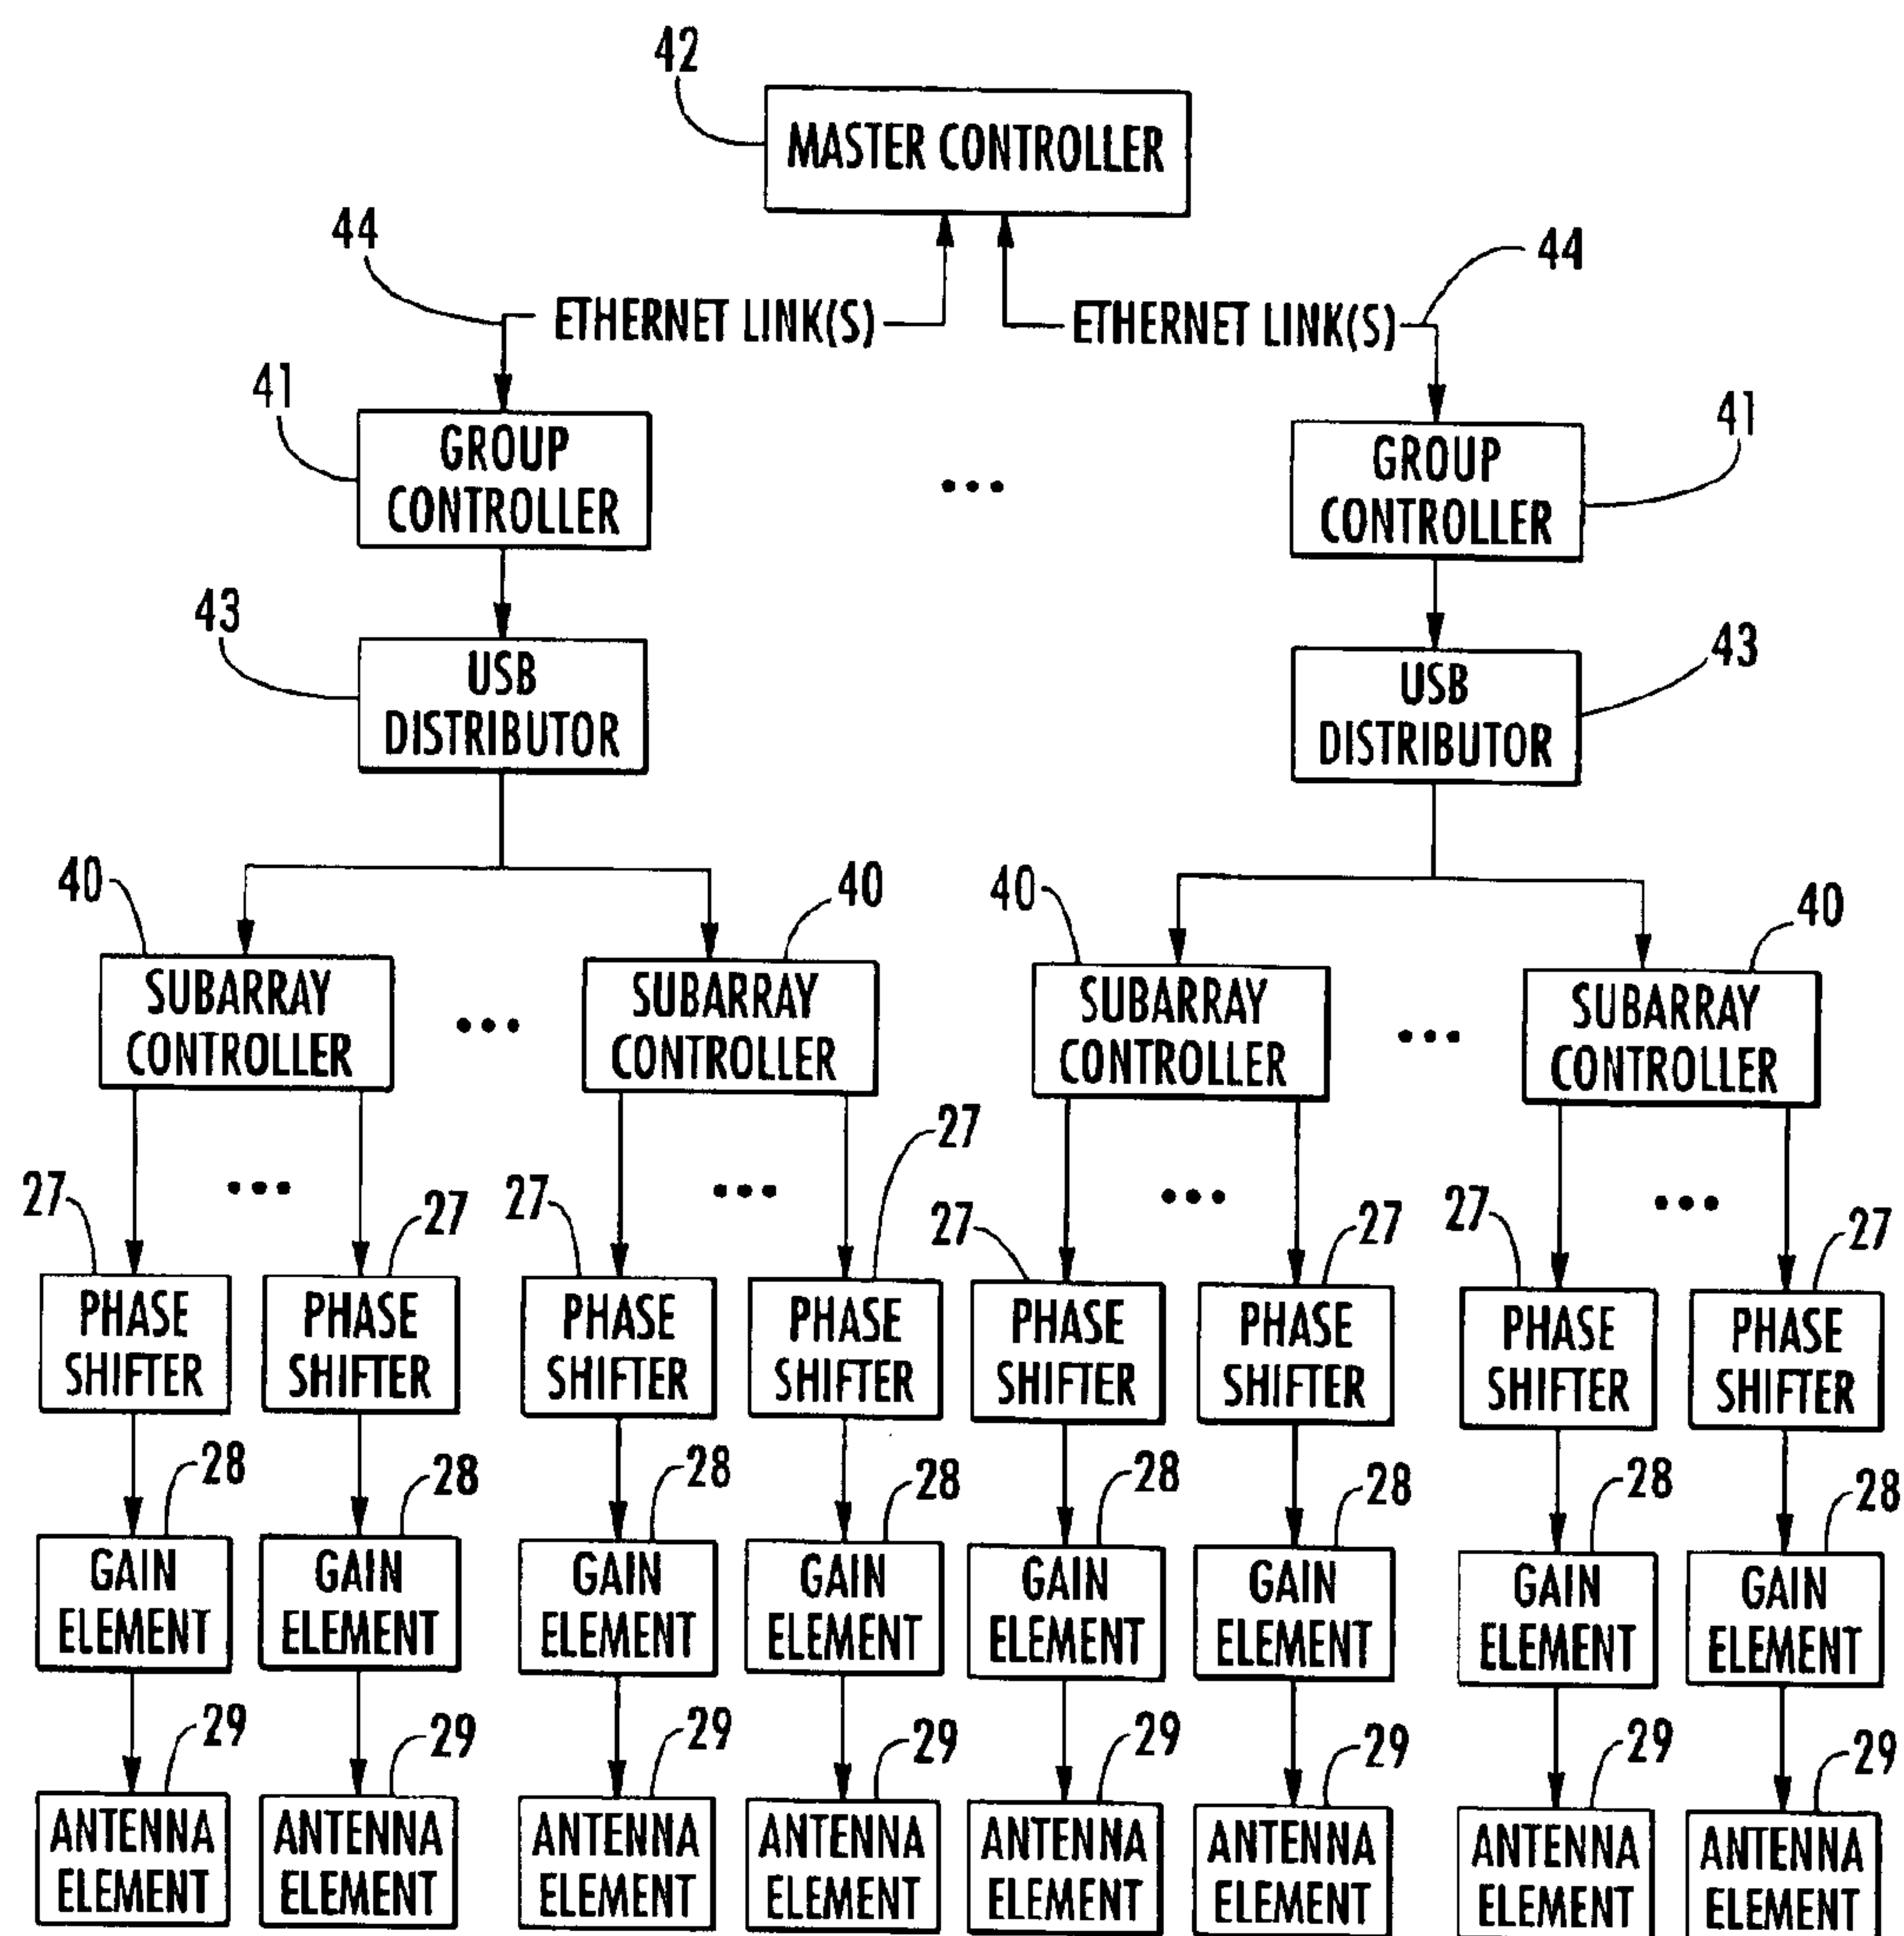 42
MASTER CONTROLLER
44
44
ETHERNET LINK(S)
ETHERNET LINK(S)
41
41
GROUP
CONTROLLER
...
GROUP
CONTROLLER
43
43
USB
DISTRIBUTOR
USB
DISTRIBUTOR
40
40
40
40
SUBARRAY
CONTROLLER
...
SUBARRAY
CONTROLLER
SUBARRAY
CONTROLLER
...
SUBARRAY
CONTROLLER
27
...
27
27
...
27
27
...
27
27
...
27
PHASE
SHIFTER
PHASE
SHIFTER
PHASE
SHIFTER
PHASE
SHIFTER
PHASE
SHIFTER
PHASE
SHIFTER
PHASE
SHIFTER
PHASE
SHIFTER
28
28
28
28
28
28
28
28
GAIN
ELEMENT
GAIN
ELEMENT
GAIN
ELEMENT
GAIN
ELEMENT
GAIN
ELEMENT
GAIN
ELEMENT
GAIN
ELEMENT
GAIN
ELEMENT
29
29
29
29
29
29
29
29
ANTENNA
ELEMENT
ANTENNA
ELEMENT
ANTENNA
ELEMENT
ANTENNA
ELEMENT
ANTENNA
ELEMENT
ANTENNA
ELEMENT
ANTENNA
ELEMENT
ANTENNA
ELEMENT